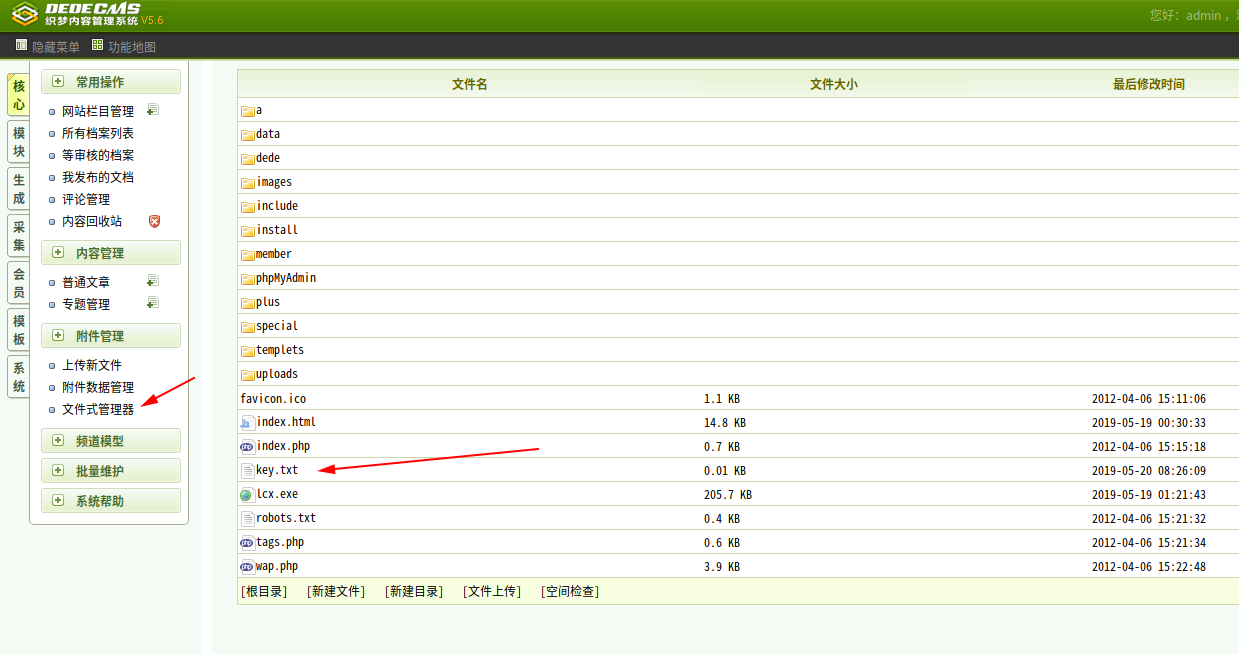 DEDECMS
织梦内容管理系统 V5.6
您好：admin ，
隐藏菜单 功能地图
核心
模块
生成
采集
会员
模板
系统
常用操作
网站栏目管理
所有档案列表
等审核的档案
我发布的文档
评论管理
内容回收站
内容管理
普通文章
专题管理
附件管理
上传新文件
附件数据管理
文件式管理器
频道模型
批量维护
系统帮助
文件名 文件大小 最后修改时间
a
data
dede
images
include
install
member
phpMyAdmin
plus
special
templets
uploads
favicon.ico 1.1 KB 2012-04-06 15:11:06
index.html 14.8 KB 2019-05-19 00:30:33
index.php 0.7 KB 2012-04-06 15:15:18
key.txt 0.01 KB 2019-05-20 08:26:09
lcx.exe 205.7 KB 2019-05-19 01:21:43
robots.txt 0.4 KB 2012-04-06 15:21:32
tags.php 0.6 KB 2012-04-06 15:21:34
wap.php 3.9 KB 2012-04-06 15:22:48
[根目录] [新建文件] [新建目录] [文件上传] [空间检查]